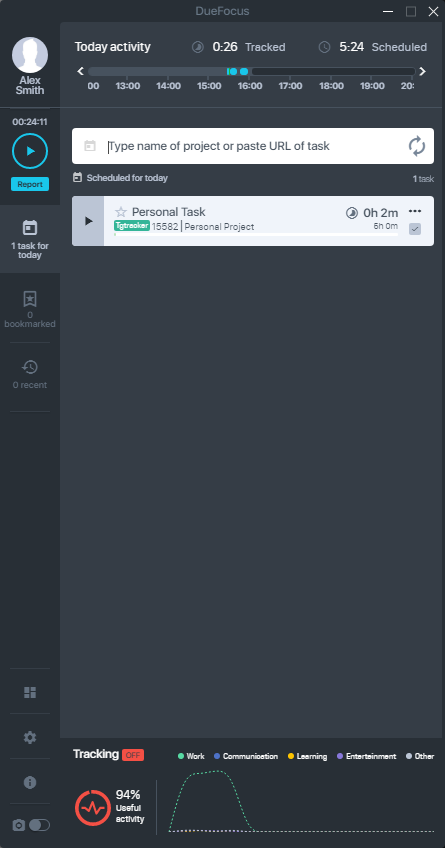 DueFocus
Alex
Smith
Today activity
0:26 Tracked
5:24 Scheduled
00 13:00 14:00 15:00 16:00 17:00 18:00 19:00 20:
00:24:11
Report
Type name of project or paste URL of task
Scheduled for today
1 task
1 task for
today
Personal Task
0h 2m
Tgtracker 15582 | Personal Project
5h 0m
0
bookmarked
0 recent
Tracking OFF
Work
Communication
Learning
Entertainment
Other
94%
Useful
activity